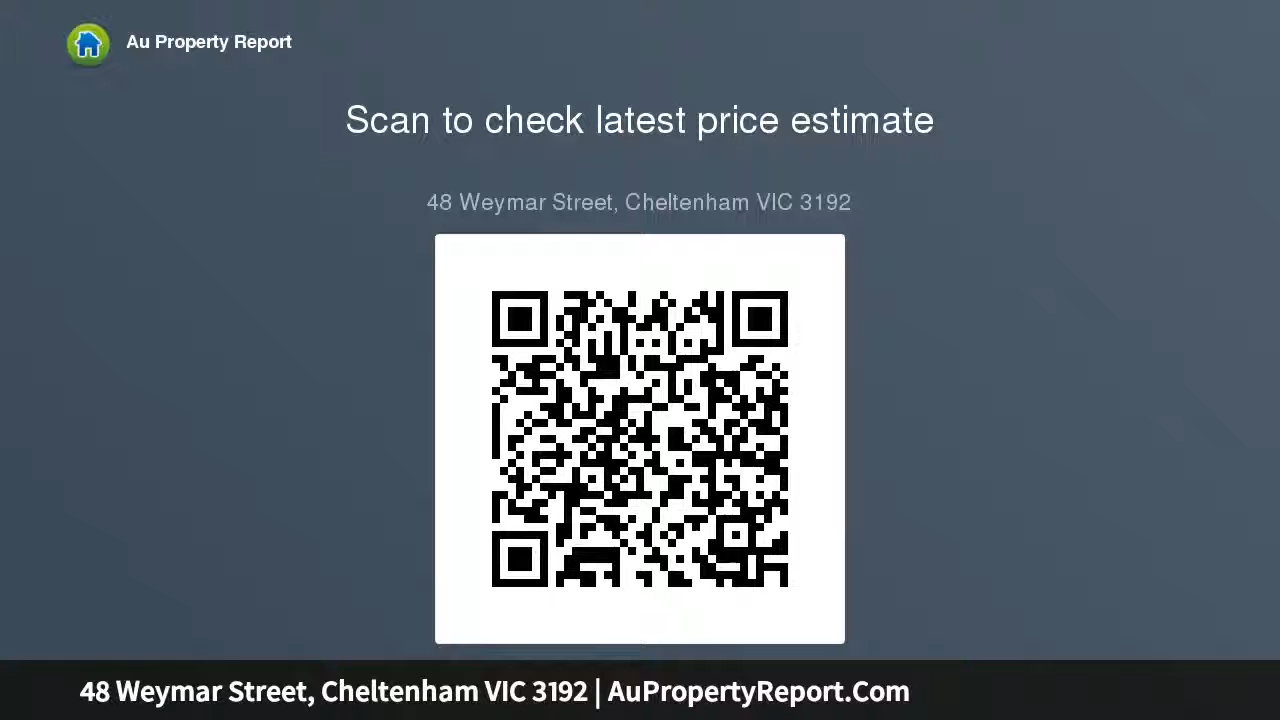 Au Property Report
Scan to check latest price estimate
48 Weymar Street, Cheltenham VIC 3192
48 Weymar Street, Cheltenham VIC 3192 | AuPropertyReport.Com